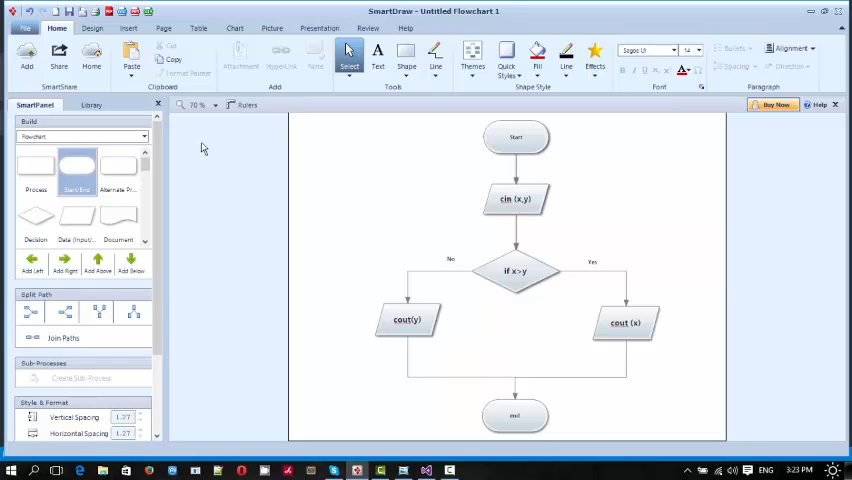 SmartDraw - Untitled Flowchart 1
File Home Design Insert Page Table Chart Picture Presentation Review Help
Add Share Home
SmartShare
Paste
Cut
Copy
Format Painter
Clipboard
Attachment HyperLink Note
Add
Select Text Shape Line
Tools
Themes Quick Styles Fill Line Effects
Shape Style
Segoe UI 14
B I U A
Font
Bullets Alignment
Spacing Direction
Paragraph
SmartPanel Library
70 % Rulers
Buy Now Help
Build
Flowchart
Process Start/End Alternate Pr...
Decision Data (Input/... Document
Add Left Add Right Add Above Add Below
Split Path
Join Paths
Sub-Processes
Create Sub-Process
Style & Format
Vertical Spacing 1.27
Horizontal Spacing 1.27
Start
cin (x,y)
No Yes
if x>y
cout(y) cout (x)
end
ENG 3:23 PM